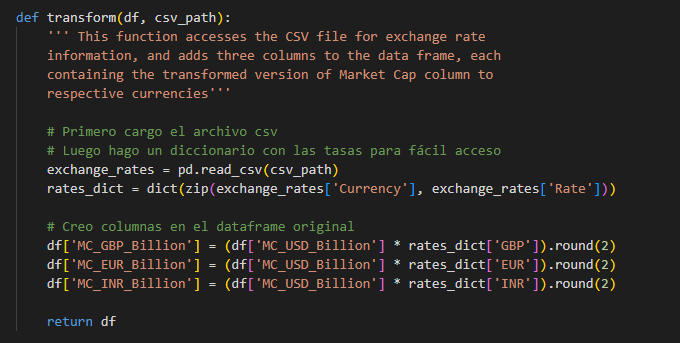 def transform(df, csv_path):
    ''' This function accesses the CSV file for exchange rate
    information, and adds three columns to the data frame, each
    containing the transformed version of Market Cap column to
    respective currencies'''

    # Primero cargo el archivo csv
    # Luego hago un diccionario con las tasas para fácil acceso
    exchange_rates = pd.read_csv(csv_path)
    rates_dict = dict(zip(exchange_rates['Currency'], exchange_rates['Rate']))

    # Creo columnas en el dataframe original
    df['MC_GBP_Billion'] = (df['MC_USD_Billion'] * rates_dict['GBP']).round(2)
    df['MC_EUR_Billion'] = (df['MC_USD_Billion'] * rates_dict['EUR']).round(2)
    df['MC_INR_Billion'] = (df['MC_USD_Billion'] * rates_dict['INR']).round(2)

    return df